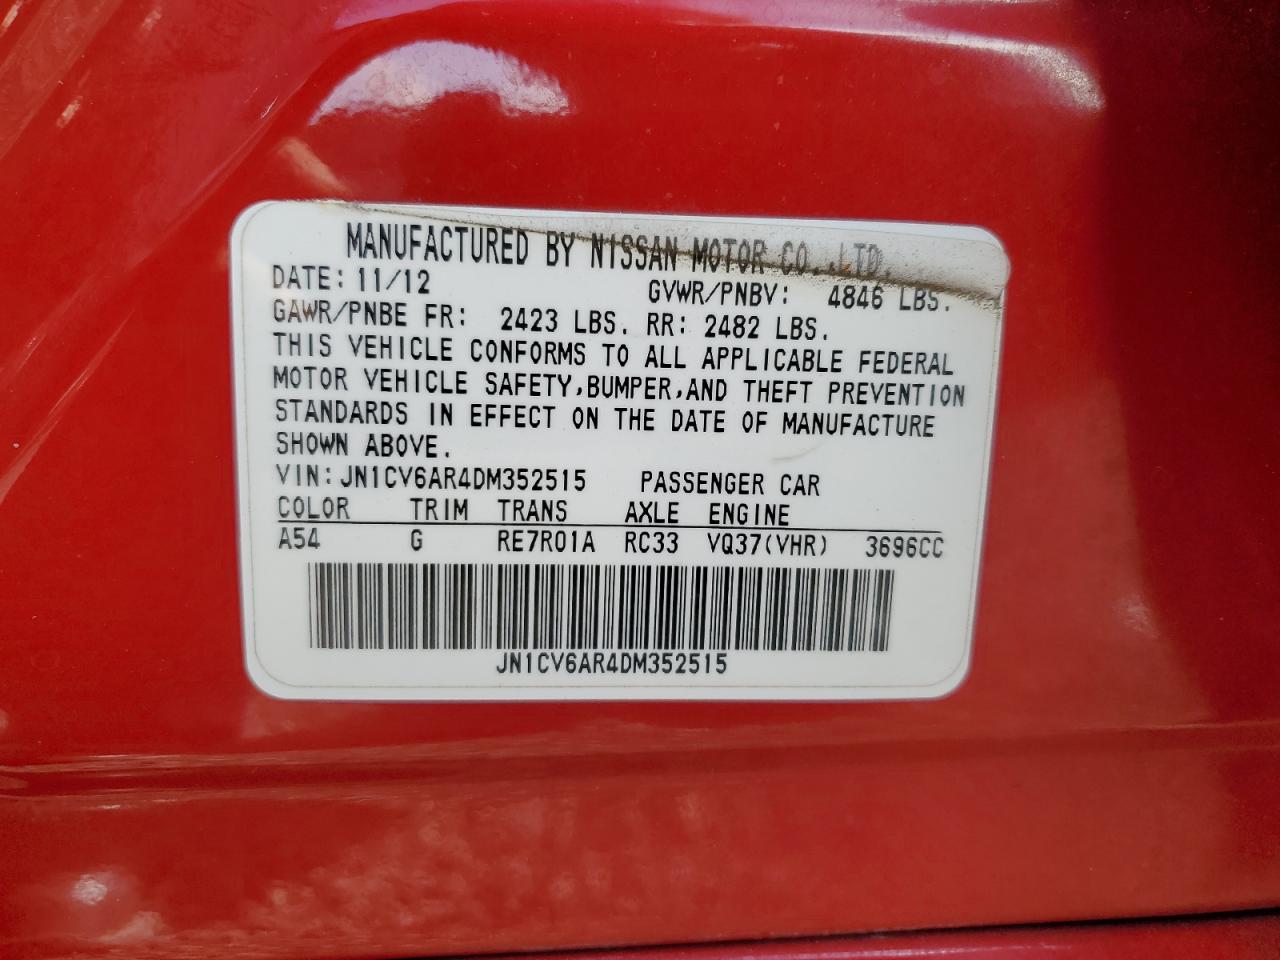 MANUFACTURED BY NISSAN MOTOR CO.,LTD.
DATE: 11/12 GVWR/PNBV: 4846 LBS.
GAWR/PNBE FR: 2423 LBS. RR: 2482 LBS.
THIS VEHICLE CONFORMS TO ALL APPLICABLE FEDERAL
MOTOR VEHICLE SAFETY,BUMPER,AND THEFT PREVENTION
STANDARDS IN EFFECT ON THE DATE OF MANUFACTURE
SHOWN ABOVE.
VIN:JN1CV6AR4DM352515 PASSENGER CAR
COLOR TRIM TRANS AXLE ENGINE
A54 G RE7R01A RC33 VQ37(VHR) 3696CC
JN1CV6AR4DM352515